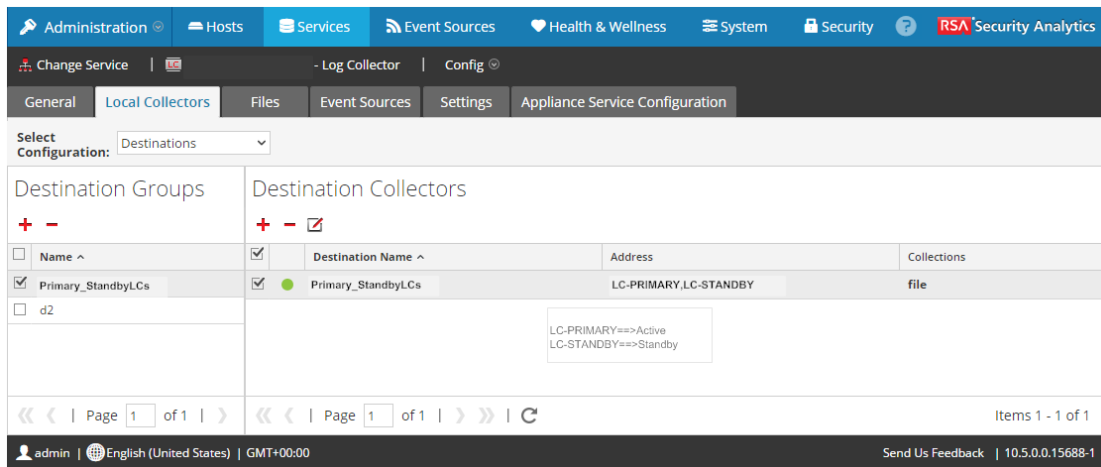 Administration Hosts Services Event Sources Health & Wellness System Security ? RSA Security Analytics
Change Service | LC - Log Collector | Config
General Local Collectors Files Event Sources Settings Appliance Service Configuration
Select
Configuration: Destinations
Destination Groups Destination Collectors
Name Destination Name Address Collections
Primary_StandbyLCs Primary_StandbyLCs LC-PRIMARY,LC-STANDBY file
d2
LC-PRIMARY==>Active
LC-STANDBY==>Standby
| Page 1 of 1 | | Page 1 of 1 | | Items 1 - 1 of 1
admin | English (United States) | GMT+00:00 Send Us Feedback | 10.5.0.0.15688-1